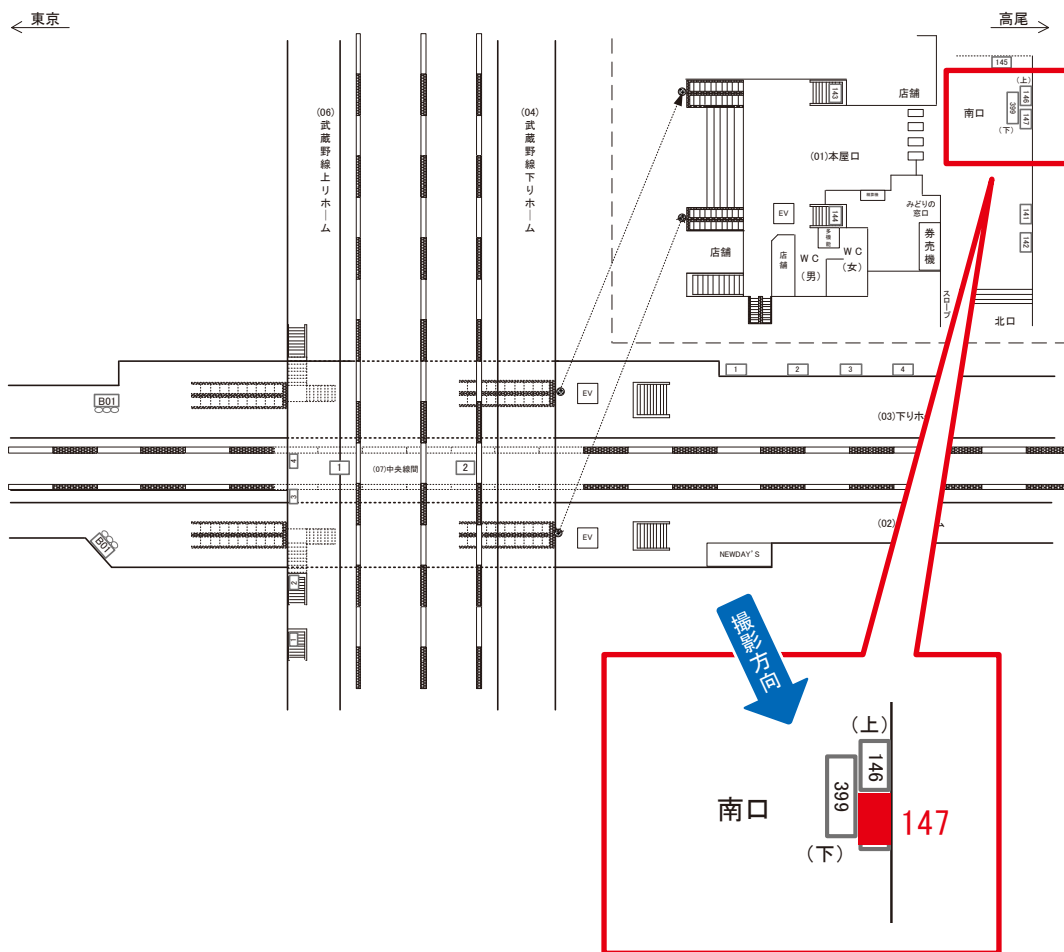 東京
高尾
(06)武蔵野線上りホーム
(04)武蔵野線下りホーム
145
(上)
146
147
399
(下)
南口
店舗
143
(01)本屋口
みどりの
窓口
EV
144
多機能
店舗
店舗
WC
(男)
WC
(女)
券売機
141
142
スロープ
北口
1
2
3
4
B01
EV
(03)下りホ
4
1
(07)中央線間
2
3
(02)
ム
B01
EV
NEWDAY'S
2
1
撮影方向
(上)
146
399
南口
147
(下)